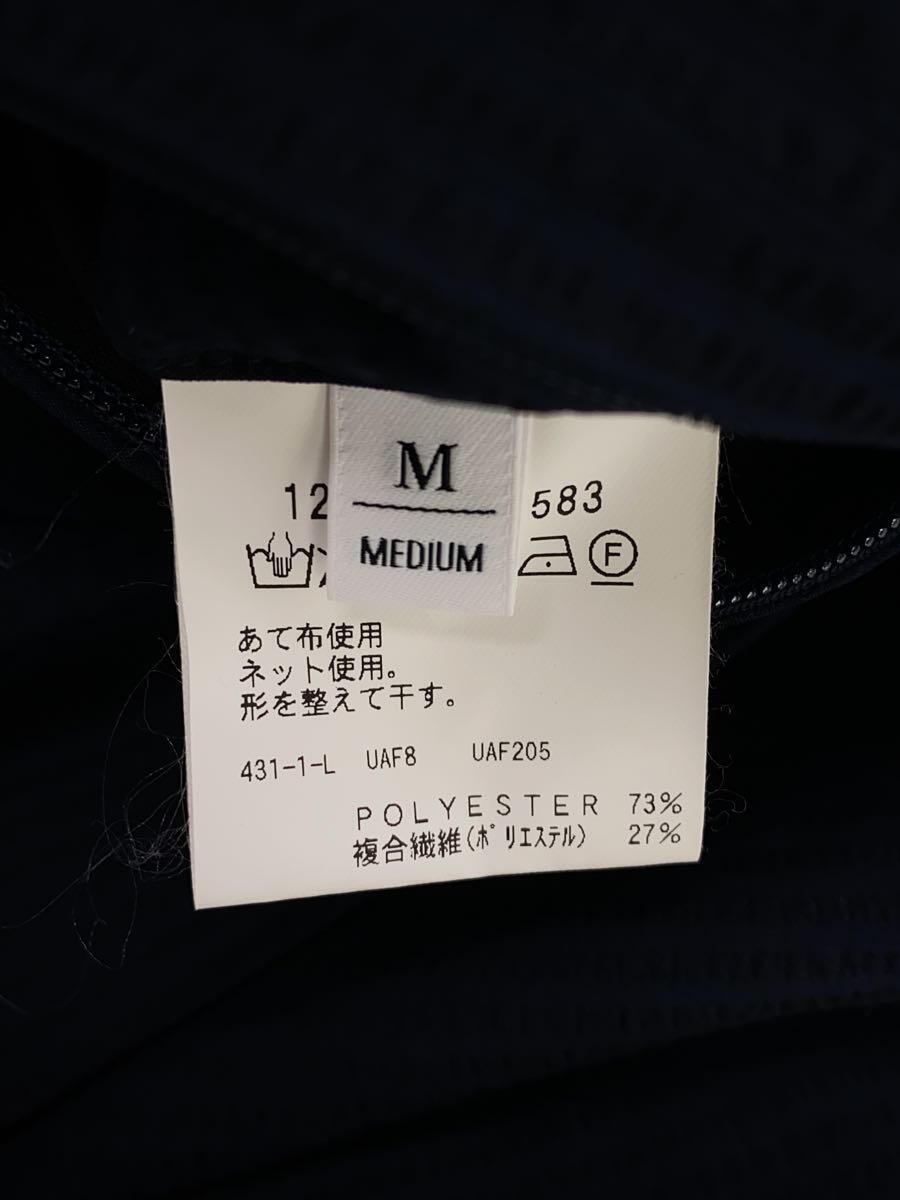 M
MEDIUM
12 583
F
あて布使用
ネット使用。
形を整えて干す。
431-1-L UAF8 UAF205
POLYESTER 73%
複合繊維(ポリエステル) 27%